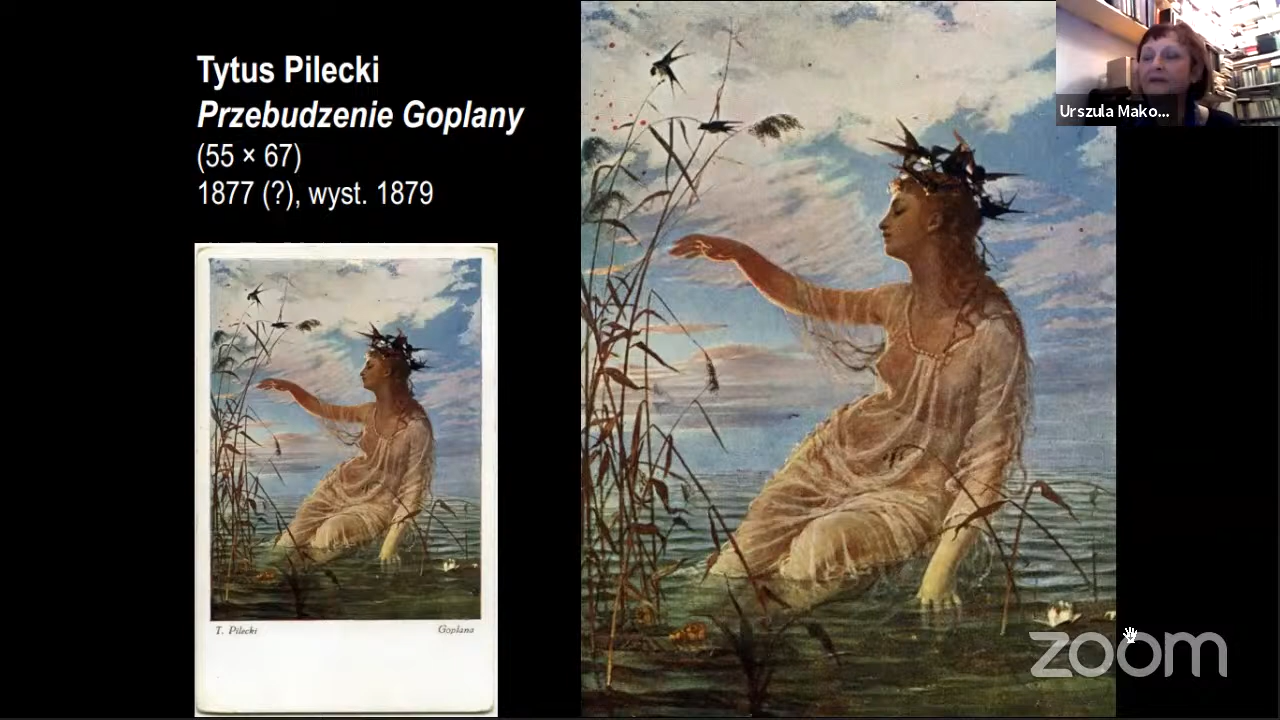 Tytus Pilecki
Przebudzenie Goplany
(55 × 67)
1877 (?), wyst. 1879
T. Pilecki
Goplana
Urszula Mako...
zoom